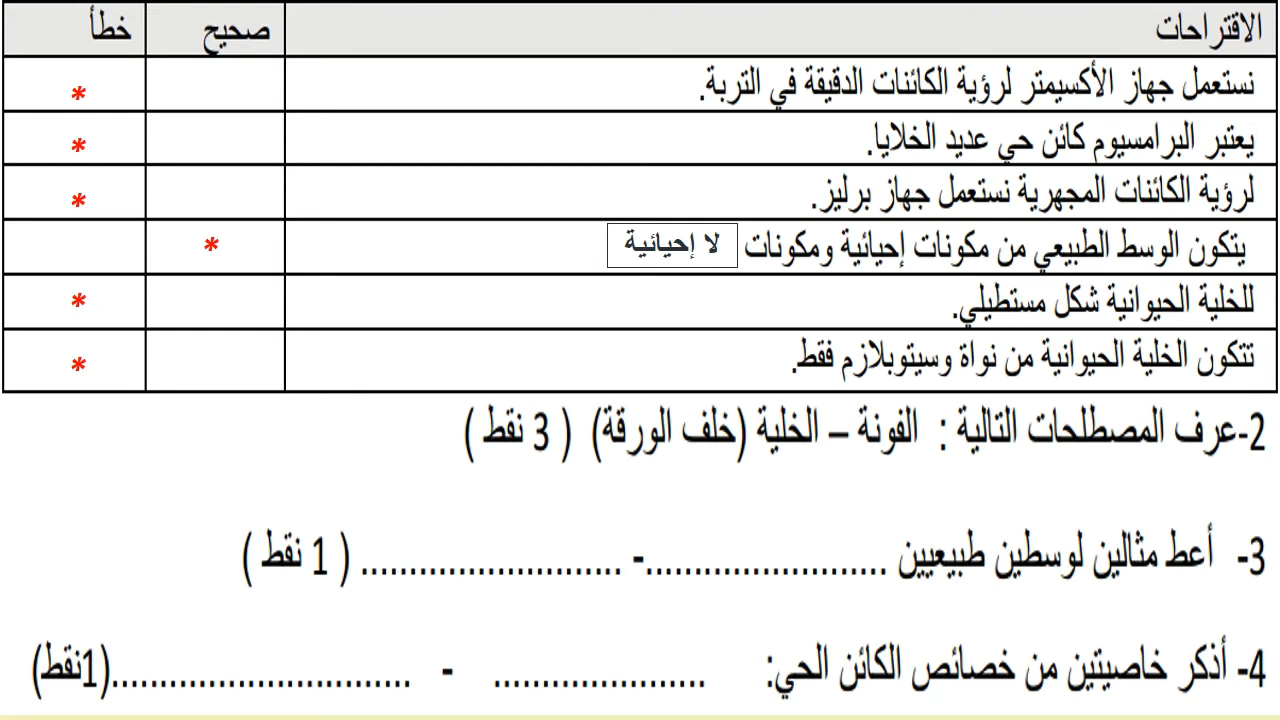 الاقتراحات صحيح خطأ
نستعمل جهاز الأكسيمتر لرؤية الكائنات الدقيقة في التربة. *
يعتبر البرامسيوم كائن حي عديد الخلايا. *
لرؤية الكائنات المجهرية نستعمل جهاز برليز. *
يتكون الوسط الطبيعي من مكونات إحيائية ومكونات لا إحيائية *
للخلية الحيوانية شكل مستطيلي. *
تتكون الخلية الحيوانية من نواة وسيتوبلازم فقط. *
2-عرف المصطلحات التالية : الفونة – الخلية (خلف الورقة) ( 3 نقط )
3- أعط مثالين لوسطين طبيعيين ........................-.......................... ( 1 نقط )
4- أذكر خاصيتين من خصائص الكائن الحي: ..................... - ..............................(1نقط)